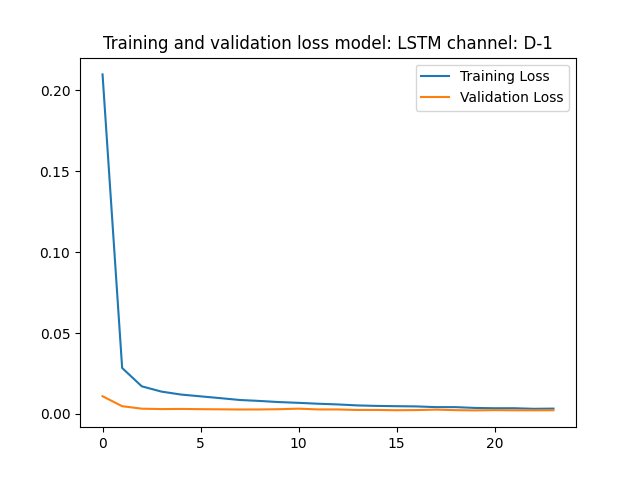 Training and validation loss model: LSTM channel: D-1
Training Loss
Validation Loss
0.20
0.15
0.10
0.05
0.00
0 5 10 15 20